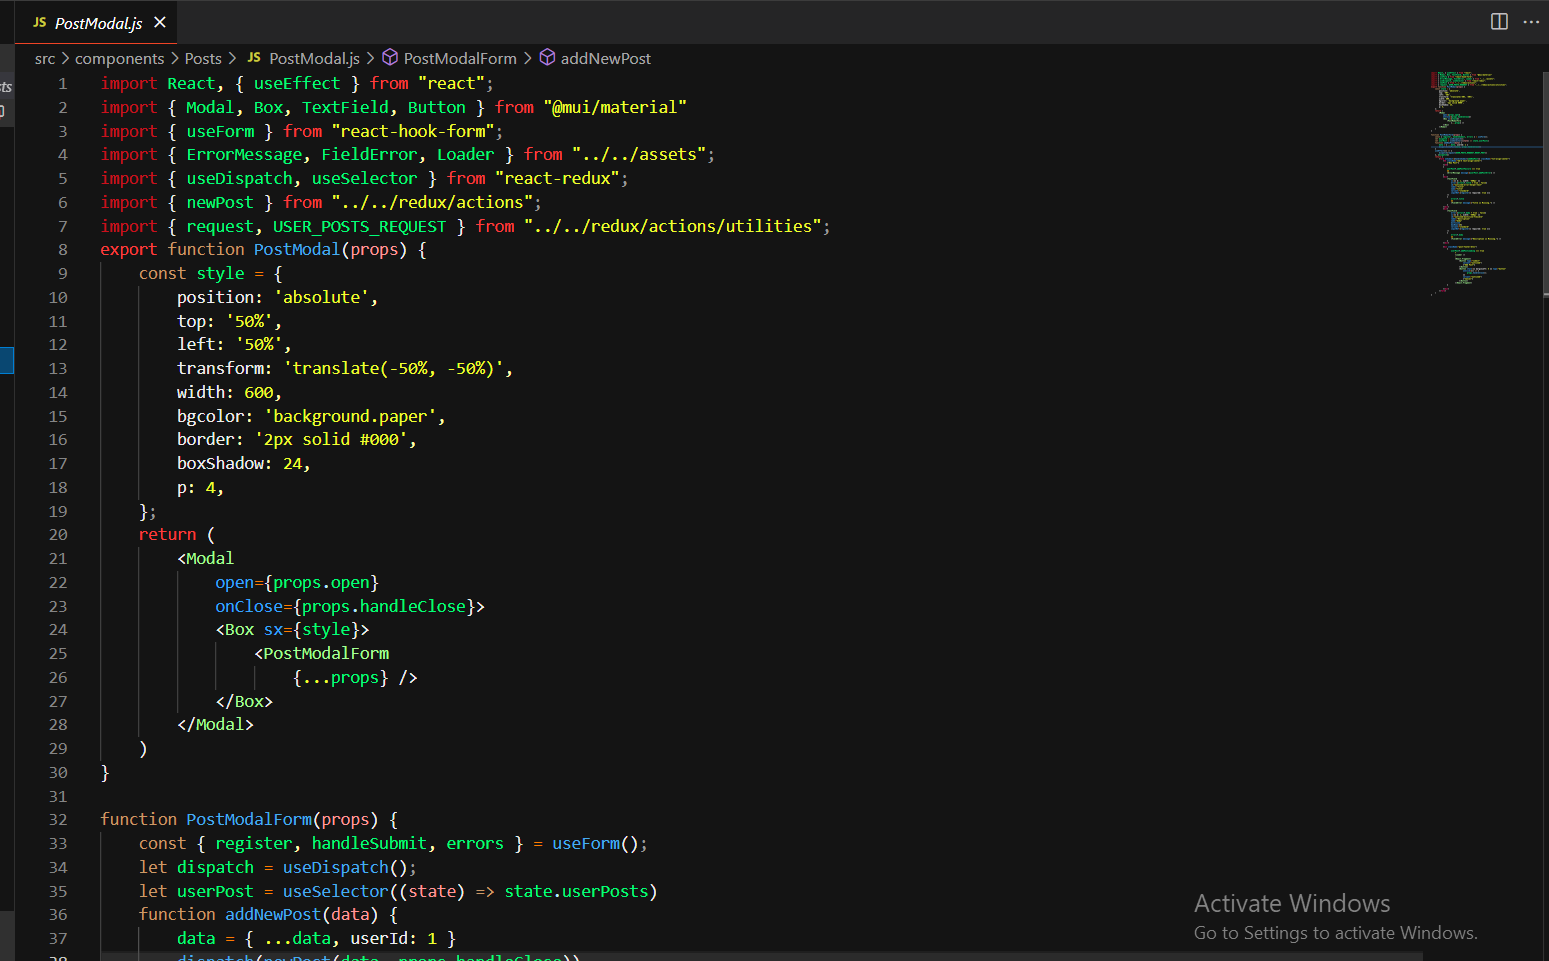 JS PostModal.js ×
src > components > Posts > JS PostModal.js > PostModalForm > addNewPost
sts
1 import React, { useEffect } from "react";
2 import { Modal, Box, TextField, Button } from "@mui/material"
3 import { useForm } from "react-hook-form";
4 import { ErrorMessage, FieldError, Loader } from "../../assets";
5 import { useDispatch, useSelector } from "react-redux";
6 import { newPost } from "../../redux/actions";
7 import { request, USER_POSTS_REQUEST } from "../../redux/actions/utilities";
8 export function PostModal(props) {
9     const style = {
10         position: 'absolute',
11         top: '50%',
12         left: '50%',
13         transform: 'translate(-50%, -50%)',
14         width: 600,
15         bgcolor: 'background.paper',
16         border: '2px solid #000',
17         boxShadow: 24,
18         p: 4,
19     };
20     return (
21         <Modal
22             open={props.open}
23             onClose={props.handleClose}>
24             <Box sx={style}>
25                 <PostModalForm
26                     {...props} />
27             </Box>
28         </Modal>
29     )
30 }
31
32 function PostModalForm(props) {
33     const { register, handleSubmit, errors } = useForm();
34     let dispatch = useDispatch();
35     let userPost = useSelector((state) => state.userPosts)
36     function addNewPost(data) {
37         data = { ...data, userId: 1 }
38         dispatch(newPost(data, props.handleClose))
Activate Windows
Go to Settings to activate Windows.